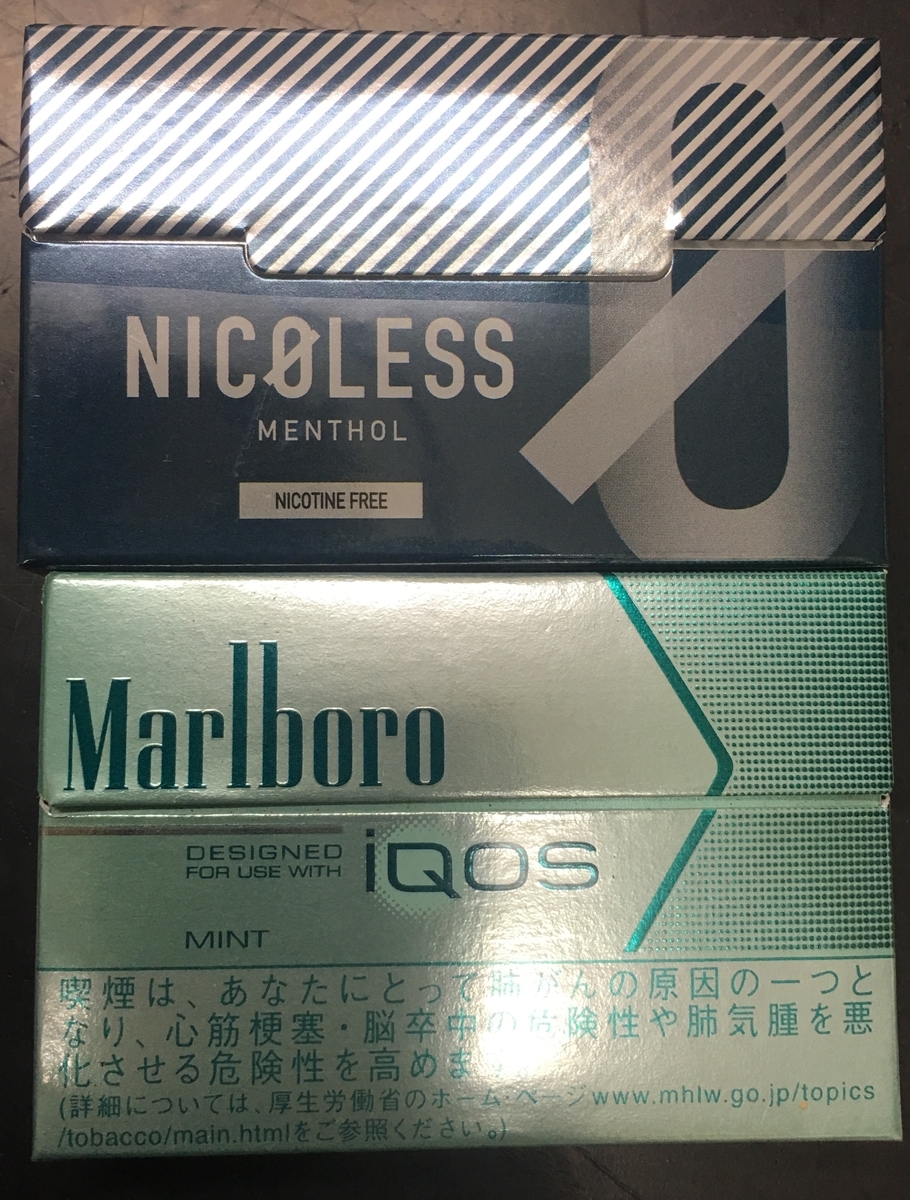 NICØLESS
MENTHOL
NICOTINE FREE
Marlboro
DESIGNED
FOR USE WITH
iQOS
MINT
喫煙は、あなたにとって肺がんの原因の一つと
なり、心筋梗塞・脳卒中の危険性や肺気腫を悪
化させる危険性を高めま
(詳細については、厚生労働省のホーム・ページwww.mhlw.go.jp/topics
/tobacco/main.htmlをご参照ください。)